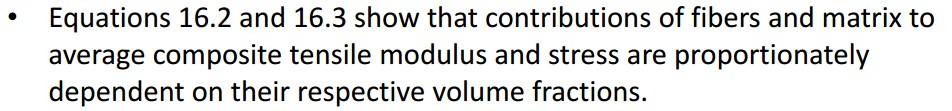 • Equations 16.2 and 16.3 show that contributions of fibers and matrix to
average composite tensile modulus and stress are proportionately
dependent on their respective volume fractions.